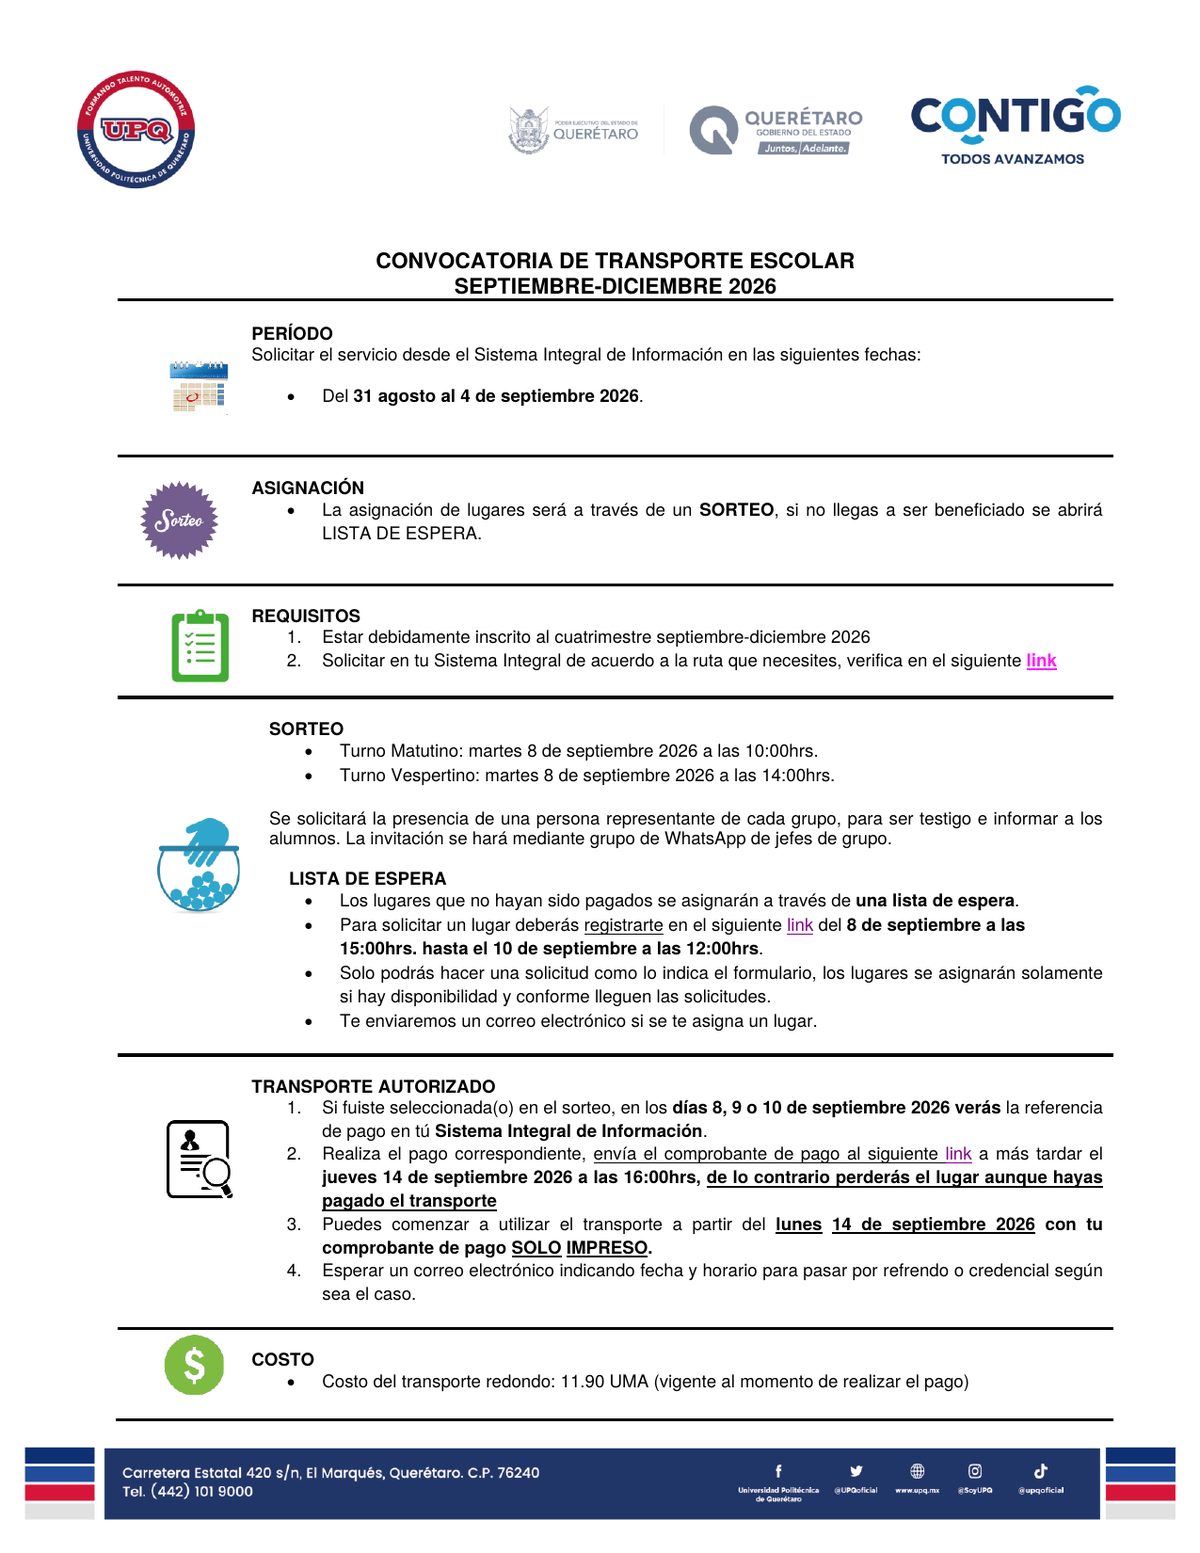 FORMANDO TALENTO AUTOMOTRIZ
UPQ
UNIVERSIDAD POLITÉCNICA DE QUERÉTARO
PODER EJECUTIVO DEL ESTADO DE
QUERÉTARO
QUERÉTARO
GOBIERNO DEL ESTADO
Juntos, Adelante.
CONTIGO
TODOS AVANZAMOS
CONVOCATORIA DE TRANSPORTE ESCOLAR
SEPTIEMBRE-DICIEMBRE 2026
PERÍODO
Solicitar el servicio desde el Sistema Integral de Información en las siguientes fechas:
• Del 31 agosto al 4 de septiembre 2026.
Sorteo
ASIGNACIÓN
• La asignación de lugares será a través de un SORTEO, si no llegas a ser beneficiado se abrirá
LISTA DE ESPERA.
REQUISITOS
1. Estar debidamente inscrito al cuatrimestre septiembre-diciembre 2026
2. Solicitar en tu Sistema Integral de acuerdo a la ruta que necesites, verifica en el siguiente link
SORTEO
• Turno Matutino: martes 8 de septiembre 2026 a las 10:00hrs.
• Turno Vespertino: martes 8 de septiembre 2026 a las 14:00hrs.
Se solicitará la presencia de una persona representante de cada grupo, para ser testigo e informar a los
alumnos. La invitación se hará mediante grupo de WhatsApp de jefes de grupo.
LISTA DE ESPERA
• Los lugares que no hayan sido pagados se asignarán a través de una lista de espera.
• Para solicitar un lugar deberás registrarte en el siguiente link del 8 de septiembre a las
15:00hrs. hasta el 10 de septiembre a las 12:00hrs.
• Solo podrás hacer una solicitud como lo indica el formulario, los lugares se asignarán solamente
si hay disponibilidad y conforme lleguen las solicitudes.
• Te enviaremos un correo electrónico si se te asigna un lugar.
TRANSPORTE AUTORIZADO
1. Si fuiste seleccionada(o) en el sorteo, en los días 8, 9 o 10 de septiembre 2026 verás la referencia
de pago en tú Sistema Integral de Información.
2. Realiza el pago correspondiente, envía el comprobante de pago al siguiente link a más tardar el
jueves 14 de septiembre 2026 a las 16:00hrs, de lo contrario perderás el lugar aunque hayas
pagado el transporte
3. Puedes comenzar a utilizar el transporte a partir del lunes 14 de septiembre 2026 con tu
comprobante de pago SOLO IMPRESO.
4. Esperar un correo electrónico indicando fecha y horario para pasar por refrendo o credencial según
sea el caso.
$
COSTO
• Costo del transporte redondo: 11.90 UMA (vigente al momento de realizar el pago)
Carretera Estatal 420 s/n, El Marqués, Querétaro. C.P. 76240
Tel. (442) 101 9000
Universidad Politécnica
de Querétaro
@UPQoficial
www.upq.mx
@SoyUPQ
@upqoficial